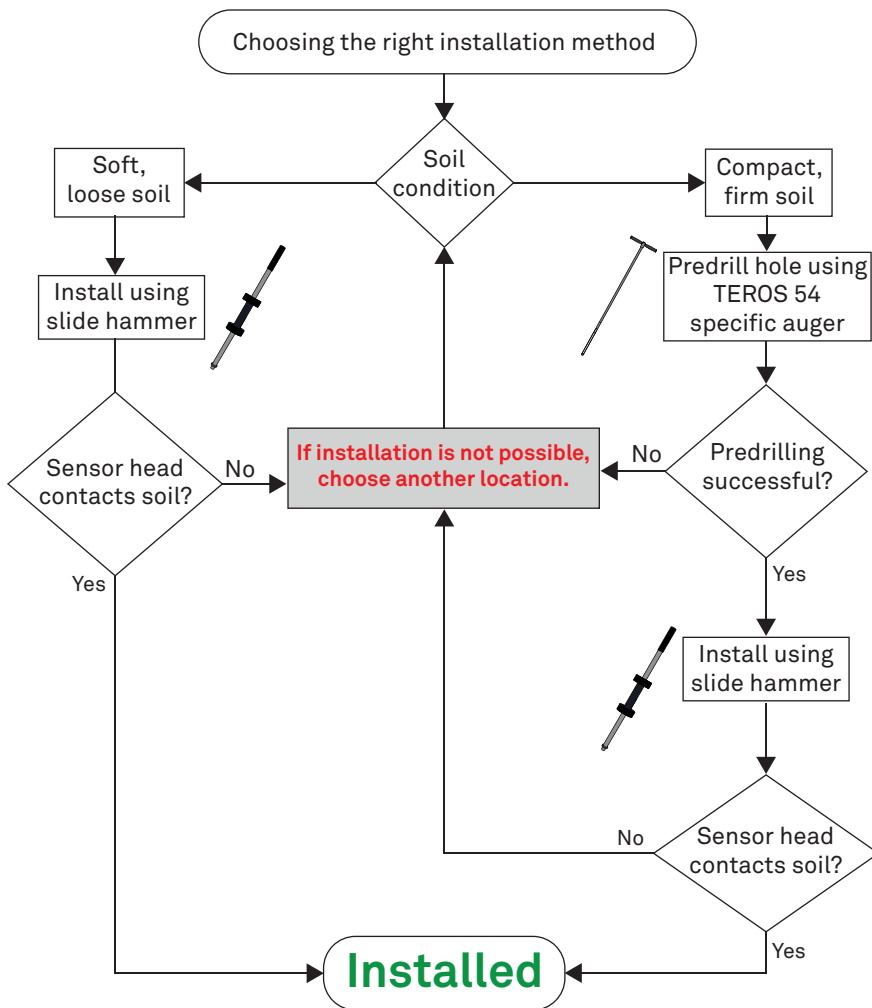 Choosing the right installation method
Soil
condition
Soft,
loose soil
Compact,
firm soil
Install using
slide hammer
Predrill hole using
TEROS 54
specific auger
If installation is not possible,
choose another location.
Sensor head
contacts soil?
No
No
Predrilling
successful?
Yes
Yes
Install using
slide hammer
No
Sensor head
contacts soil?
Yes
Installed